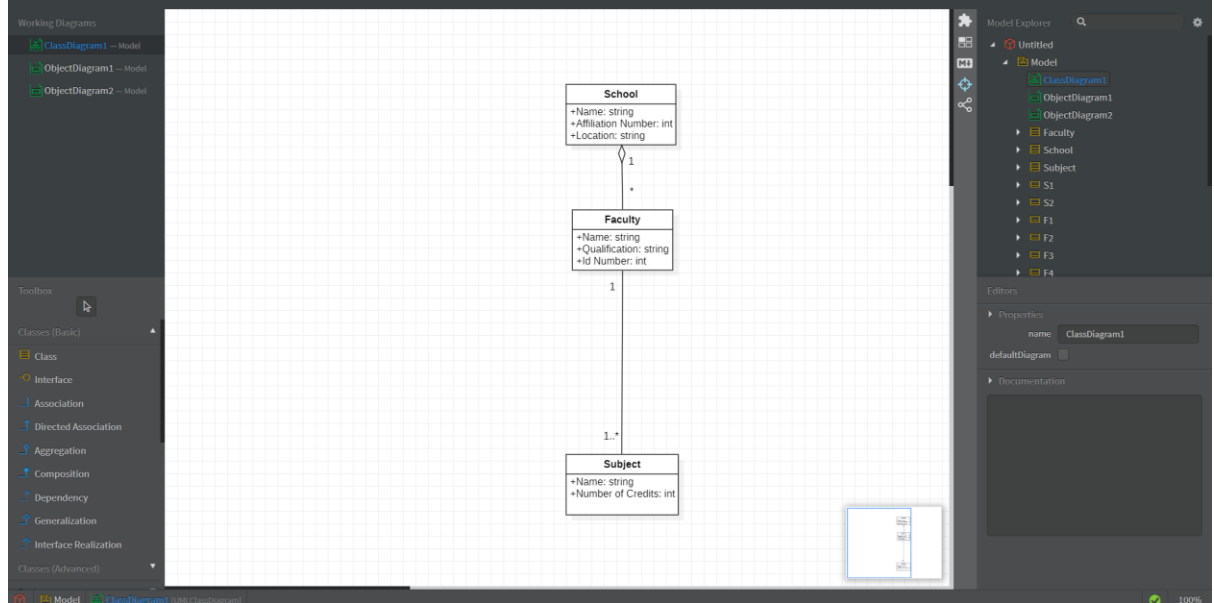 Working Diagrams
ClassDiagram1 — Model
ObjectDiagram1 — Model
ObjectDiagram2 — Model
Toolbox
Classes (Basic)
Class
Interface
Association
Directed Association
Aggregation
Composition
Dependency
Generalization
Interface Realization
Classes (Advanced)
School
+Name: string
+Affiliation Number: int
+Location: string
1
*
Faculty
+Name: string
+Qualification: string
+Id Number: int
1
1..*
Subject
+Name: string
+Number of Credits: int
Model Explorer
Untitled
Model
ClassDiagram1
ObjectDiagram1
ObjectDiagram2
Faculty
School
Subject
S1
S2
F1
F2
F3
F4
Editors
Properties
name ClassDiagram1
defaultDiagram
Documentation
Model ClassDiagram1 [UMLClassDiagram]
100%